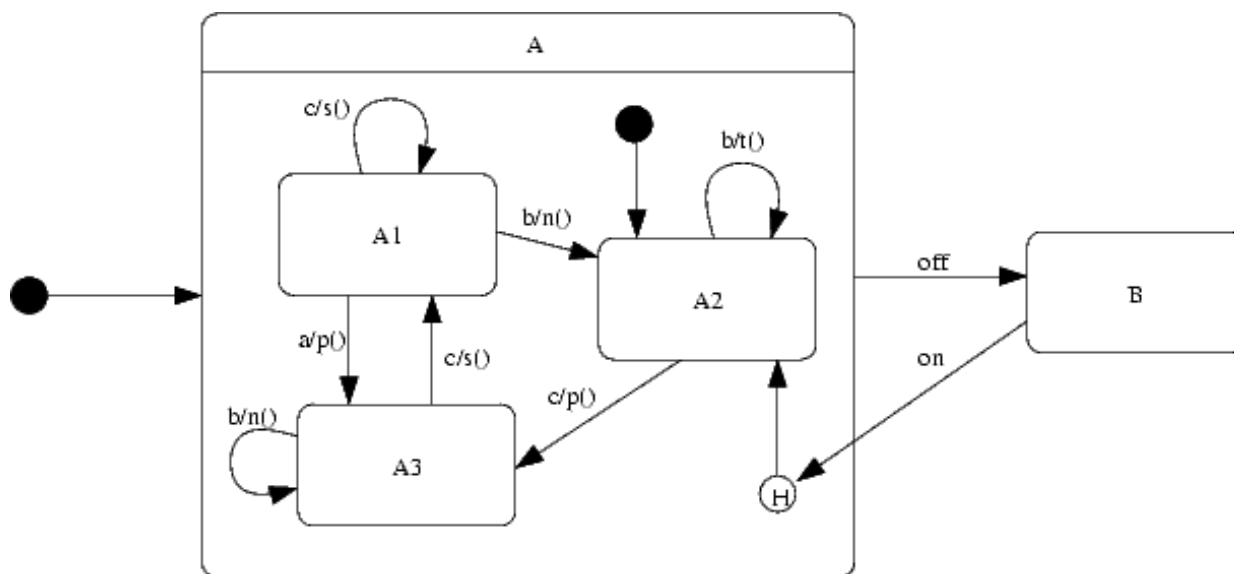 A
c/s()
b/t()
A1
b/n()
A2
off
B
a/p()
c/s()
on
c/p()
b/n()
A3
H